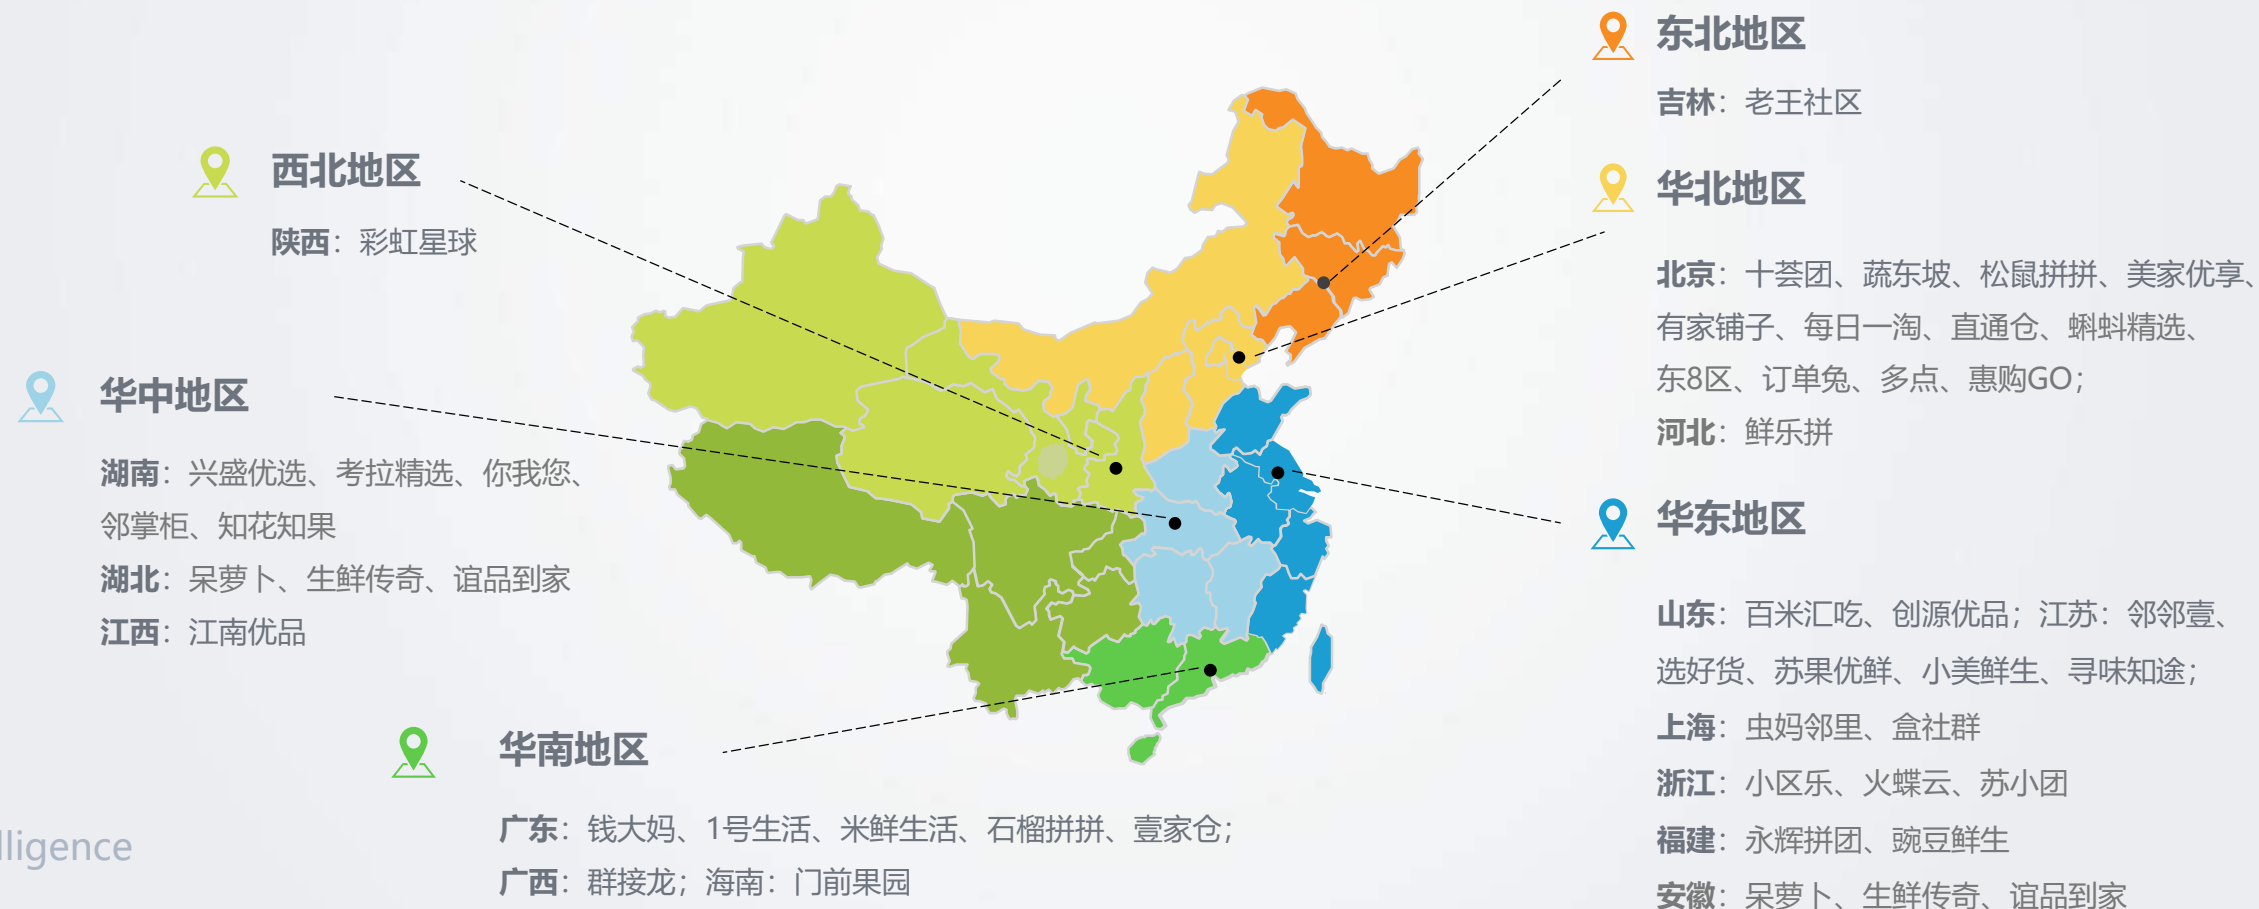 东北地区
吉林：老王社区
西北地区
陕西：彩虹星球
华北地区
北京：十荟团、蔬东坡、松鼠拼拼、美家优享、
有家铺子、每日一淘、直通仓、蝌蚪精选、
东8区、订单兔、多点、惠购GO；
河北：鲜乐拼
华中地区
湖南：兴盛优选、考拉精选、你我您、
邻掌柜、知花知果
湖北：呆萝卜、生鲜传奇、谊品到家
江西：江南优品
华东地区
山东：百米汇吃、创源优品；江苏：邻邻壹、
选好货、苏果优鲜、小美鲜生、寻味知途；
上海：虫妈邻里、盒社群
浙江：小区乐、火蝶云、苏小团
福建：永辉拼团、豌豆鲜生
安徽：呆萝卜、生鲜传奇、谊品到家
华南地区
广东：钱大妈、1号生活、米鲜生活、石榴拼拼、壹家仓；
广西：群接龙；海南：门前果园
lligence